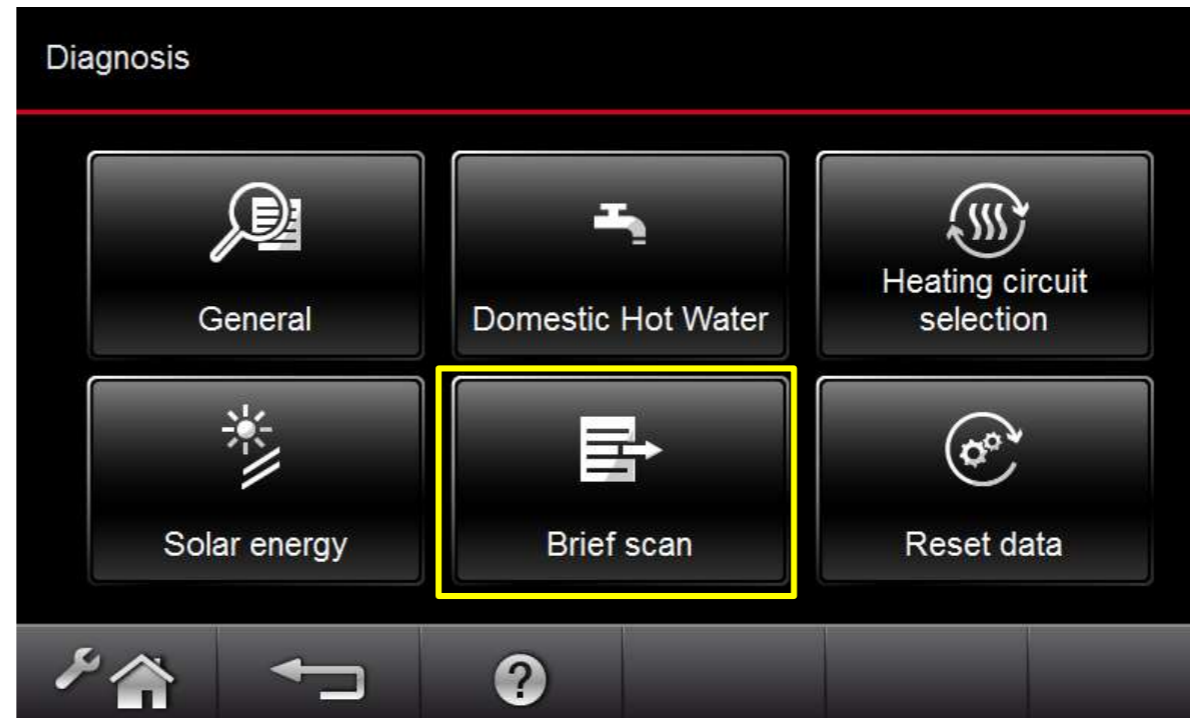 Diagnosis
General
Domestic Hot Water
Heating circuit
selection
Solar energy
Brief scan
Reset data
?